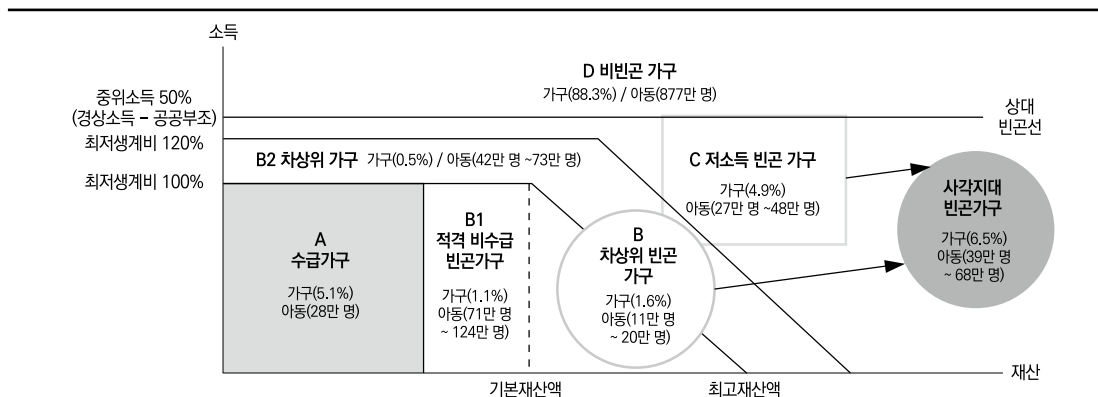 소득
D 비빈곤 가구
가구(88.3%) / 아동(877만 명)
중위소득 50%
(경상소득 – 공공부조)
상대
빈곤선
최저생계비 120%
B2 차상위 가구 가구(0.5%) / 아동(42만 명 ~73만 명)
최저생계비 100%
C 저소득 빈곤 가구
가구(4.9%)
아동(27만 명 ~48만 명)
사각지대
빈곤가구
가구(6.5%)
아동(39만 명
~ 68만 명)
A
수급가구
가구(5.1%)
아동(28만 명)
B1
적격 비수급
빈곤가구
가구(1.1%)
아동(71만 명
~ 124만 명)
B
차상위 빈곤
가구
가구(1.6%)
아동(11만 명
~ 20만 명)
기본재산액
최고재산액
재산